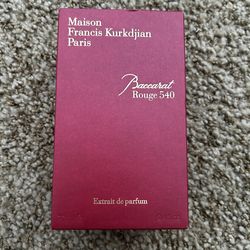 Maison
Francis Kurkdjian
Paris
Baccarat
Rouge 540
Extrait de parfum